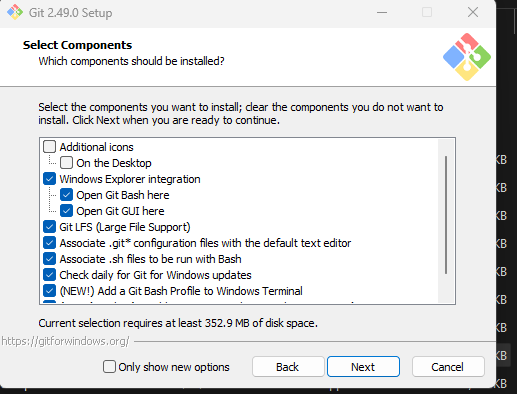 Git 2.49.0 Setup
Select Components
Which components should be installed?
Select the components you want to install; clear the components you do not want to
install. Click Next when you are ready to continue.
Additional icons
On the Desktop
Windows Explorer integration
Open Git Bash here
Open Git GUI here
Git LFS (Large File Support)
Associate .git* configuration files with the default text editor
Associate .sh files to be run with Bash
Check daily for Git for Windows updates
(NEW!) Add a Git Bash Profile to Windows Terminal
Current selection requires at least 352.9 MB of disk space.
https://gitforwindows.org/
Only show new options
Back
Next
Cancel
KB
KB
KB
KB
KB
KB
KB
KB
KB